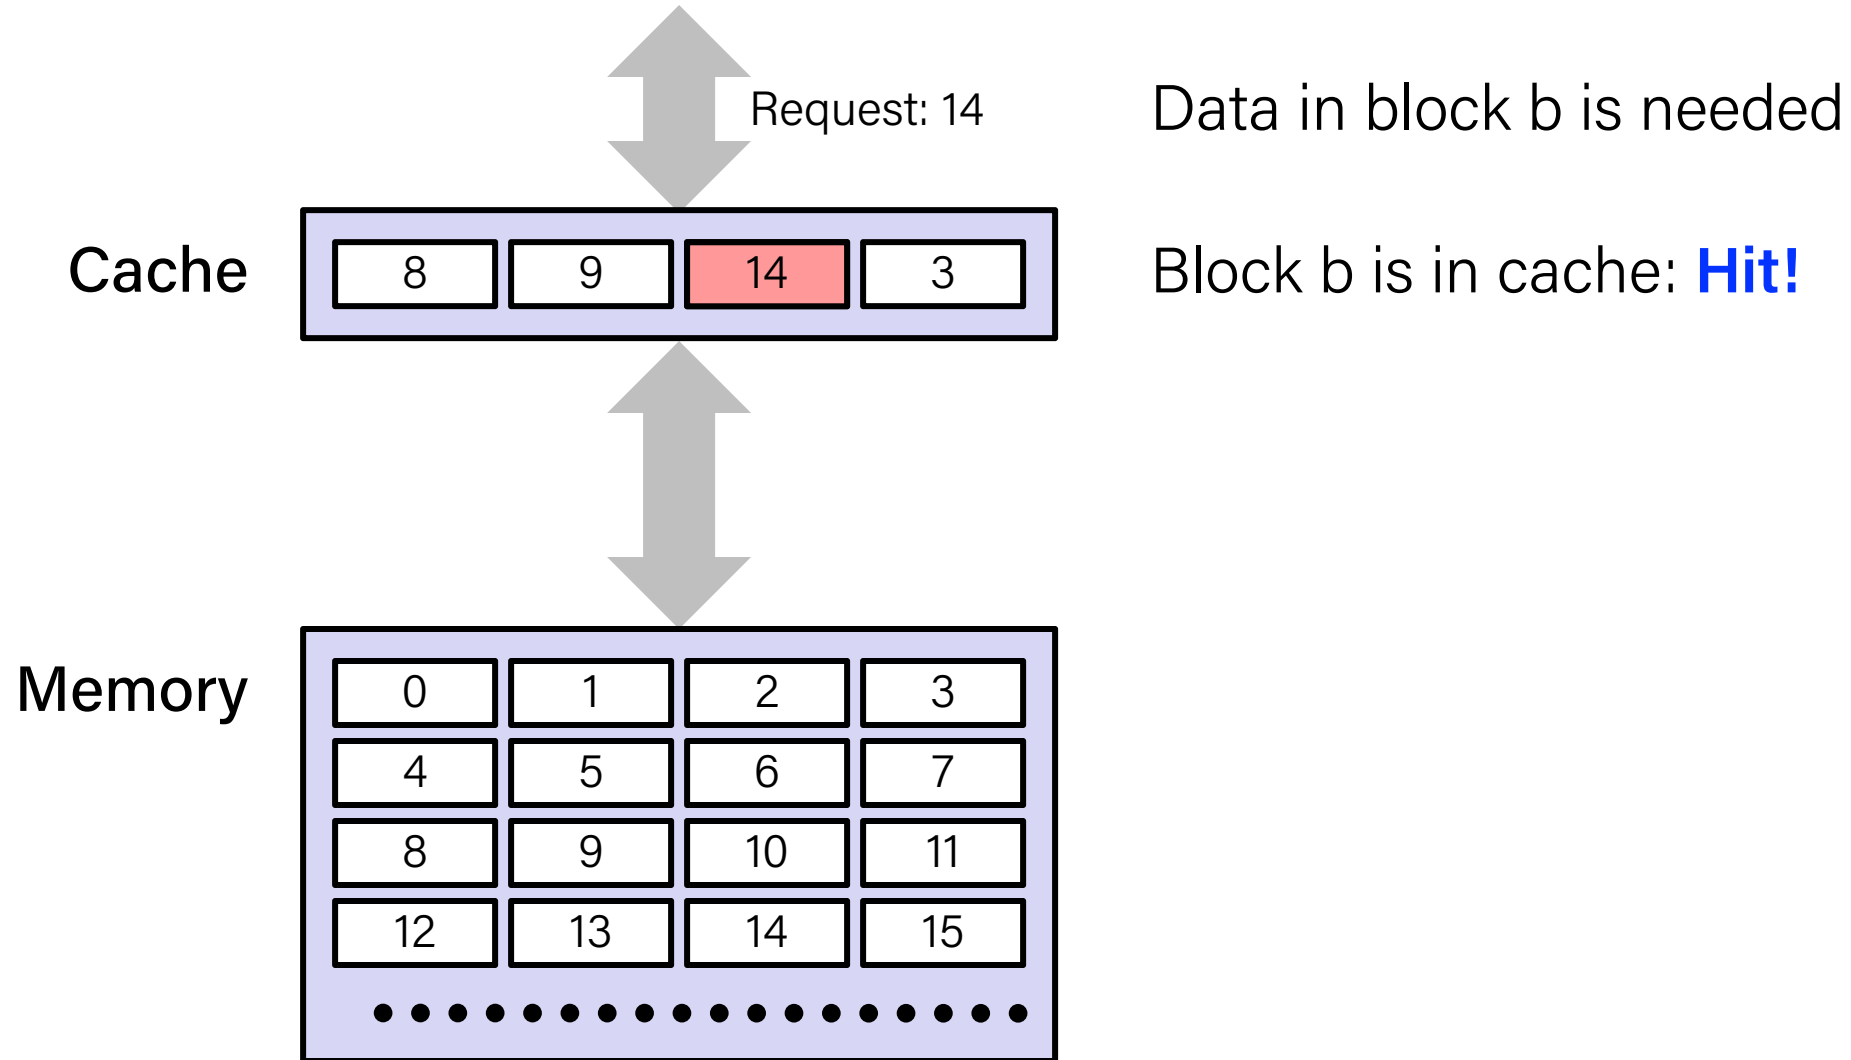 Request: 14
Data in block b is needed
Cache
8 9 14 3
Block b is in cache: Hit!
Memory
0 1 2 3
4 5 6 7
8 9 10 11
12 13 14 15